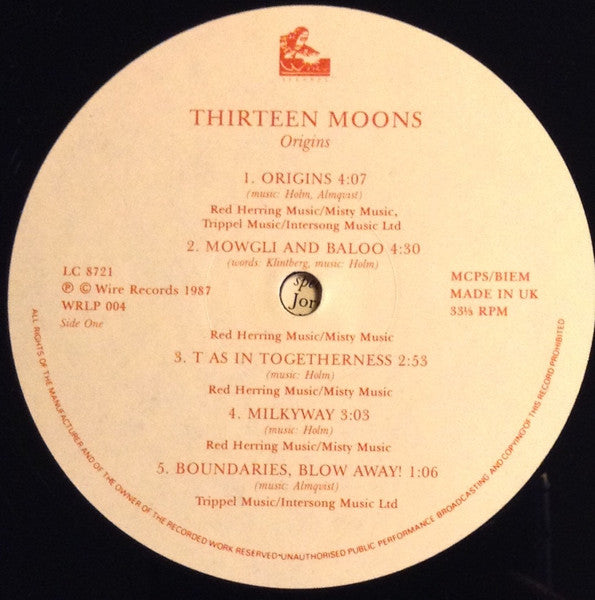 RECORDS
THIRTEEN MOONS
Origins
1. ORIGINS 4:07
(music: Holm, Almqvist)
Red Herring Music/Misty Music,
Trippel Music/Intersong Music Ltd
2. MOWGLI AND BALOO 4:30
(words: Klintberg, music: Holm)
LC 8721
℗ © Wire Records 1987
WRLP 004
Side One
spe
Jor
MCPS/BIEM
MADE IN UK
33⅓ RPM
Red Herring Music/Misty Music
3. T AS IN TOGETHERNESS 2:53
(music: Holm)
Red Herring Music/Misty Music
4. MILKYWAY 3:03
(music: Holm)
Red Herring Music/Misty Music
5. BOUNDARIES, BLOW AWAY! 1:06
(music: Almqvist)
Trippel Music/Intersong Music Ltd
ALL RIGHTS OF THE MANUFACTURER AND OF THE OWNER OF THE RECORDED WORK RESERVED•UNAUTHORISED PUBLIC PERFORMANCE BROADCASTING AND COPYING OF THIS RECORD PROHIBITED